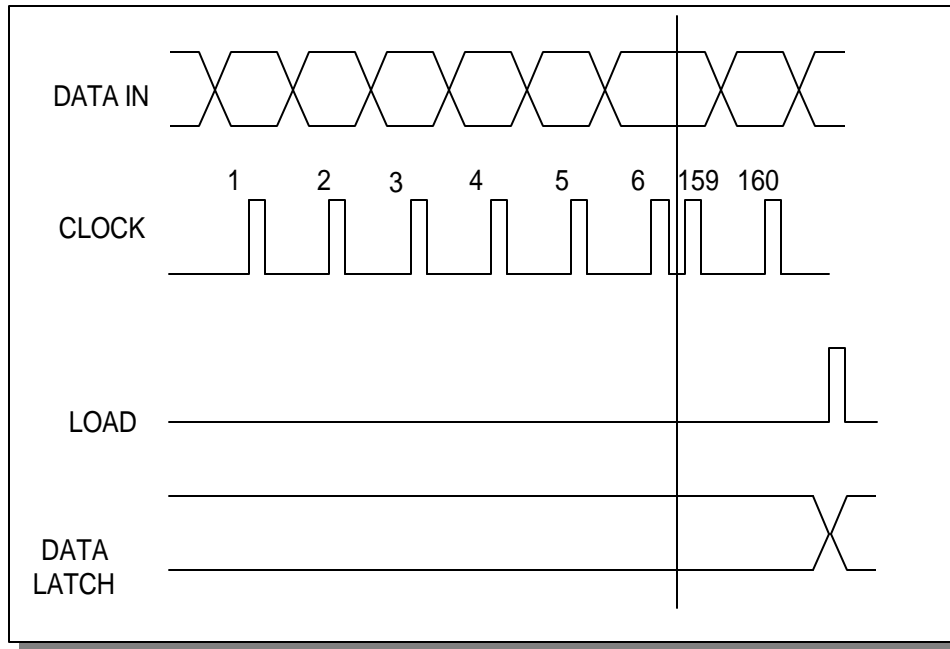 DATA IN
1 2 3 4 5 6 159 160
CLOCK
LOAD
DATA
LATCH